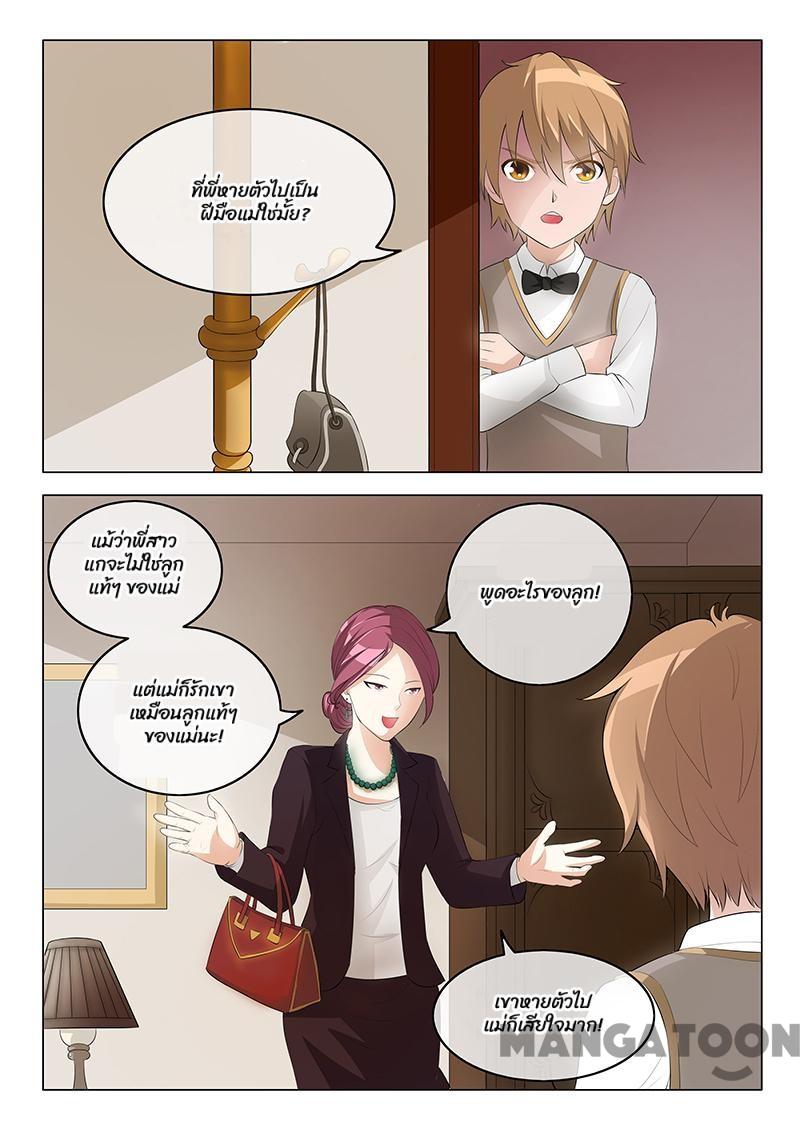 ที่พี่หายตัวไปเป็น
ฝีมือแม่ใช่มั้ย?
พูดอะไรของลูก!
แม้ว่าพี่สาว
แกจะไม่ใช่ลูก
แท้ๆ ของแม่
แต่แม่ก็รักเขา
เหมือนลูกแท้ๆ
ของแม่นะ!
เขาหายตัวไป
แม่ก็เสียใจมาก!
MANGATOON